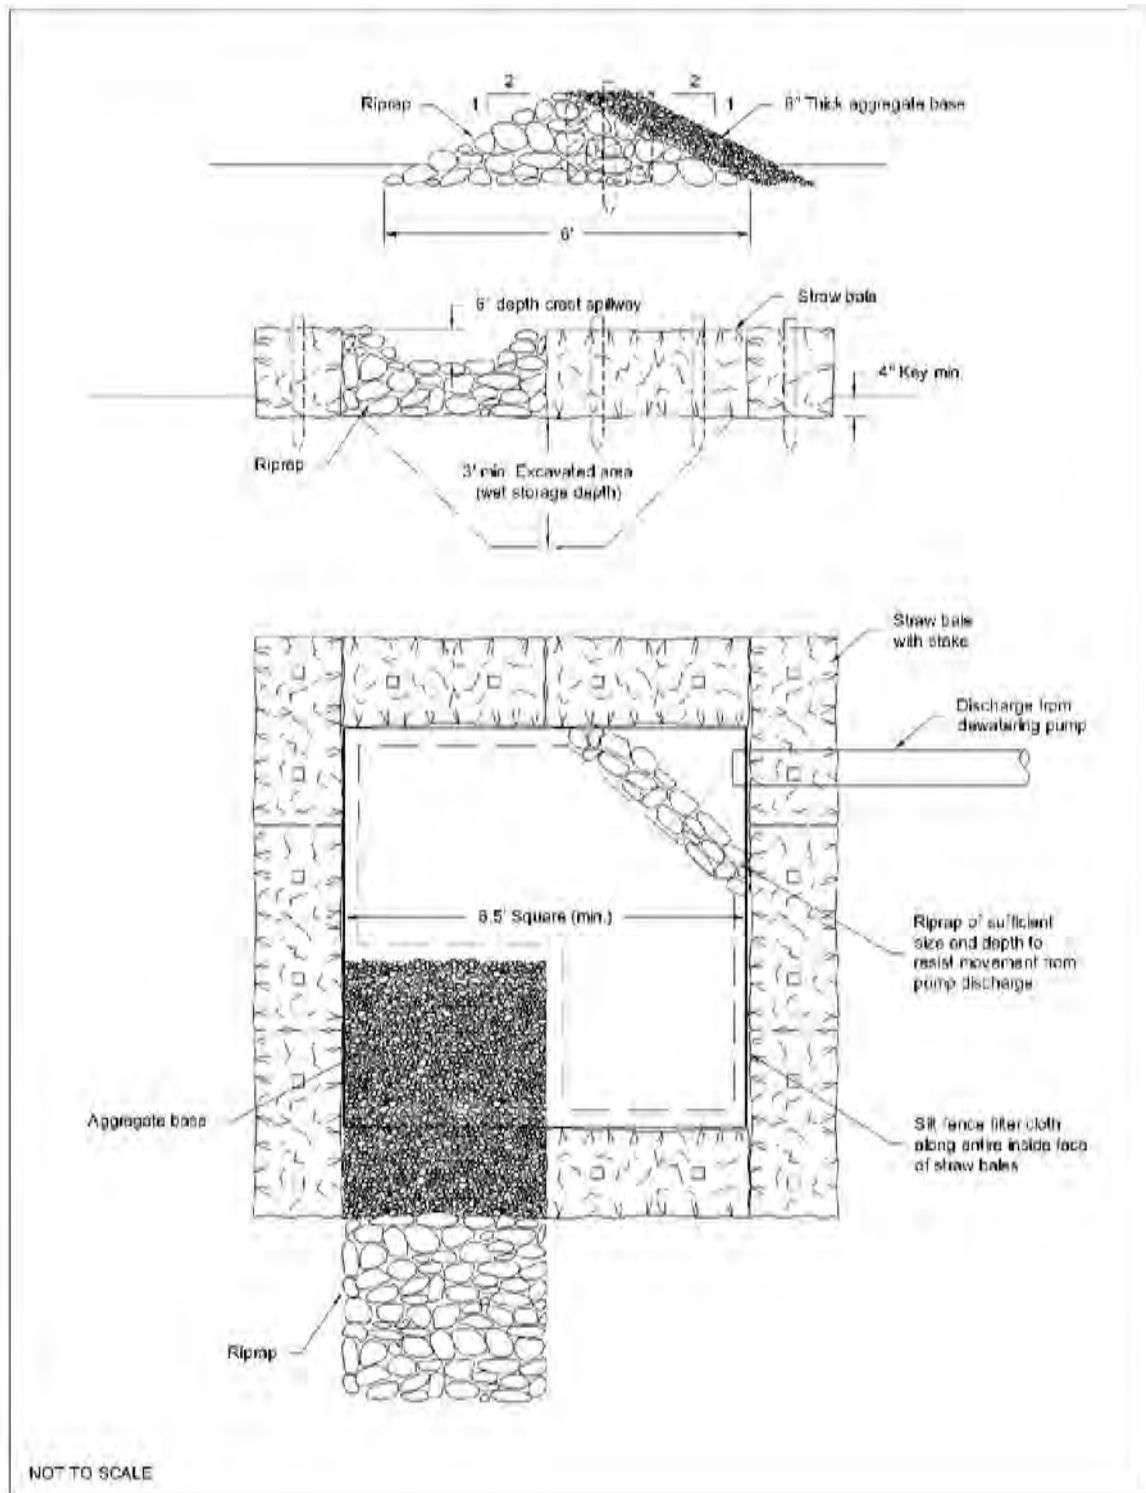 2
2
Riprap
1
1
6" Thick aggregate base
6'
6" depth crest spillway
Straw bale
4" Key min.
Riprap
3' min. Excavated area
(wet storage depth)
Straw bale
with stake
Discharge from
dewatering pump
Square (min.)
Riprap of sufficient
size and depth to
resist movement from
pump discharge
Aggregate base
Silt fence filter cloth
along entire inside face
of straw bales
Riprap
NOT TO SCALE